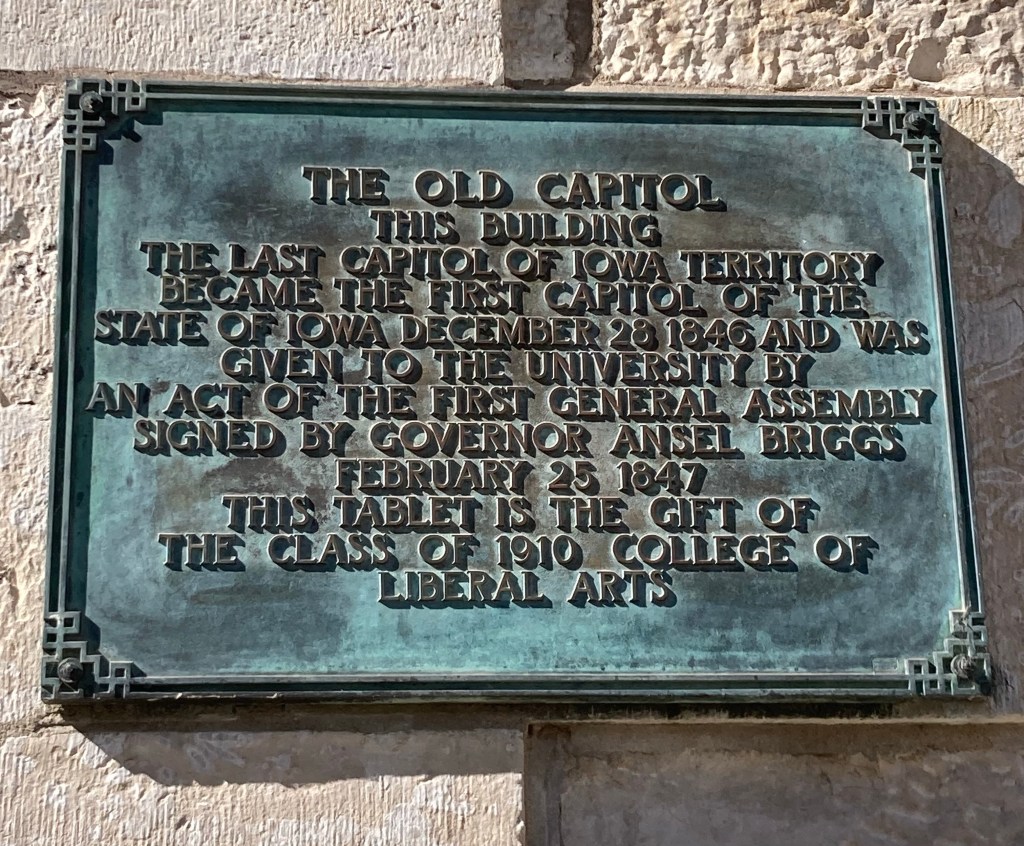 THE OLD CAPITOL
THIS BUILDING
THE LAST CAPITOL OF IOWA TERRITORY
BECAME THE FIRST CAPITOL OF THE
STATE OF IOWA DECEMBER 28 1846 AND WAS
GIVEN TO THE UNIVERSITY BY
AN ACT OF THE FIRST GENERAL ASSEMBLY
SIGNED BY GOVERNOR ANSEL BRIGGS
FEBRUARY 25 1847
THIS TABLET IS THE GIFT OF
THE CLASS OF 1910 COLLEGE OF
LIBERAL ARTS